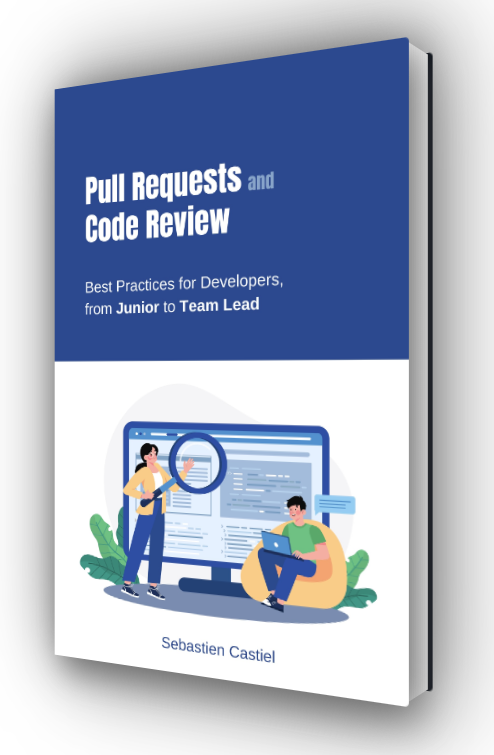 Pull Requests and
Code Review
Best Practices for Developers,
from Junior to Team Lead
Sebastien Castiel